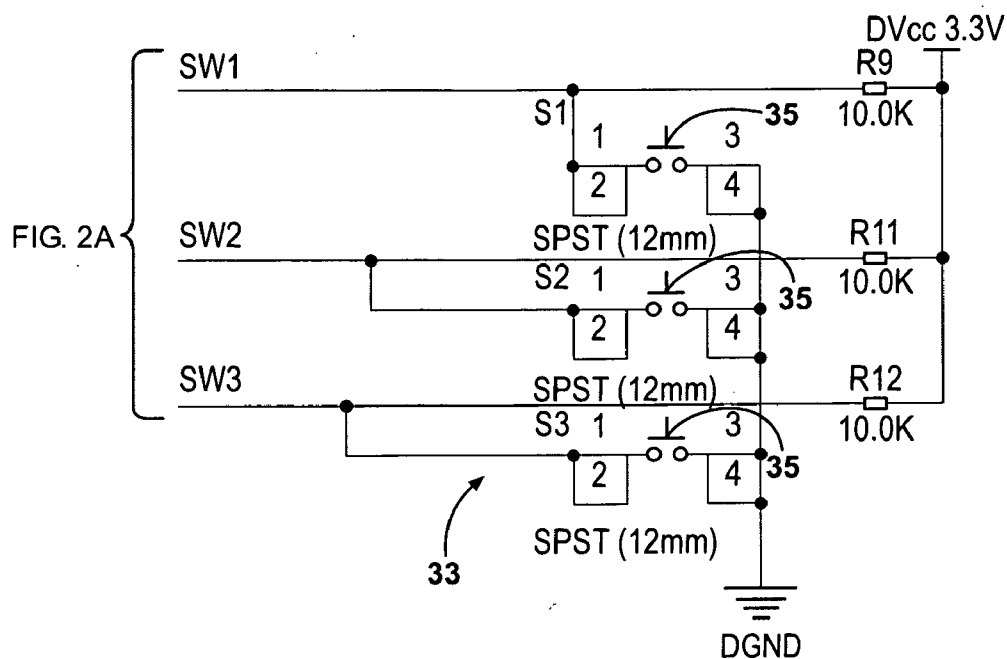 DVcc 3.3V
SW1
R9
10.0K
S1
35
1
3
2
4
SPST (12mm)
FIG. 2A
SW2
R11
10.0K
S2
1
3
35
2
4
SPST (12mm)
SW3
R12
10.0K
S3
1
3
35
2
4
SPST (12mm)
33
DGND